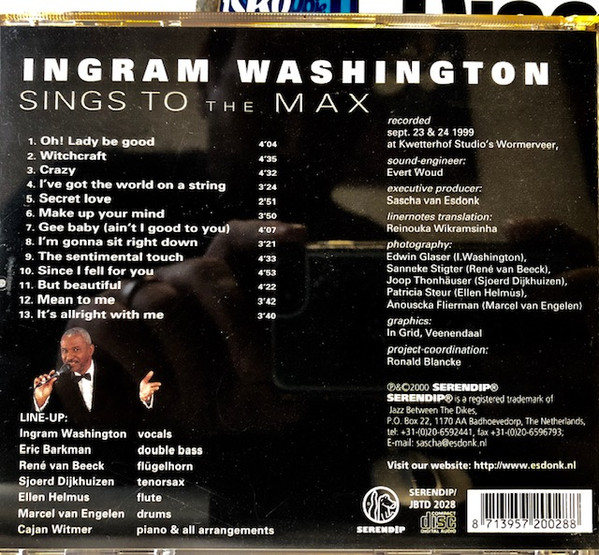 INGRAM WASHINGTON
SINGS TO THE MAX
1. Oh! Lady be good 4'04
2. Witchcraft 4'35
3. Crazy 4'32
4. I've got the world on a string 3'24
5. Secret love 2'51
6. Make up your mind 3'50
7. Gee baby (ain't I good to you) 4'07
8. I'm gonna sit right down 3'21
9. The sentimental touch 4'33
10. Since I fell for you 4'53
11. But beautiful 4'22
12. Mean to me 3'42
13. It's allright with me 3'40
LINE-UP:
Ingram Washington vocals
Eric Barkman double bass
René van Beeck flügelhorn
Sjoerd Dijkhuizen tenorsax
Ellen Helmus flute
Marcel van Engelen drums
Cajan Witmer piano & all arrangements
recorded
sept. 23 & 24 1999
at Kwetterhof Studio's Wormerveer,
sound-engineer:
Evert Woud
executive producer:
Sascha van Esdonk
linernotes translation:
Reinouka Wikramsinha
photography:
Edwin Glaser (I.Washington),
Sanneke Stigter (René van Beeck),
Joop Thonhäuser (Sjoerd Dijkhuizen),
Patricia Steur (Ellen Helmüs),
Anouscka Flierman (Marcel van Engelen)
graphics:
In Grid, Veenendaal
project-coordination:
Ronald Blancke
℗&©2000 SERENDIP®
SERENDIP® is a registered trademark of
Jazz Between The Dikes,
P.O. Box 22, 1170 AA Badhoevedorp, The Netherlands,
tel: +31-(0)20-6592441, fax +31-(0)20-6596793;
E-mail: sascha@esdonk.nl
Visit our website: http://www.esdonk.nl
SERENDIP
SERENDIP/
JBTD 2028
COMPACT
disc
DIGITAL AUDIO
8 713957 200288